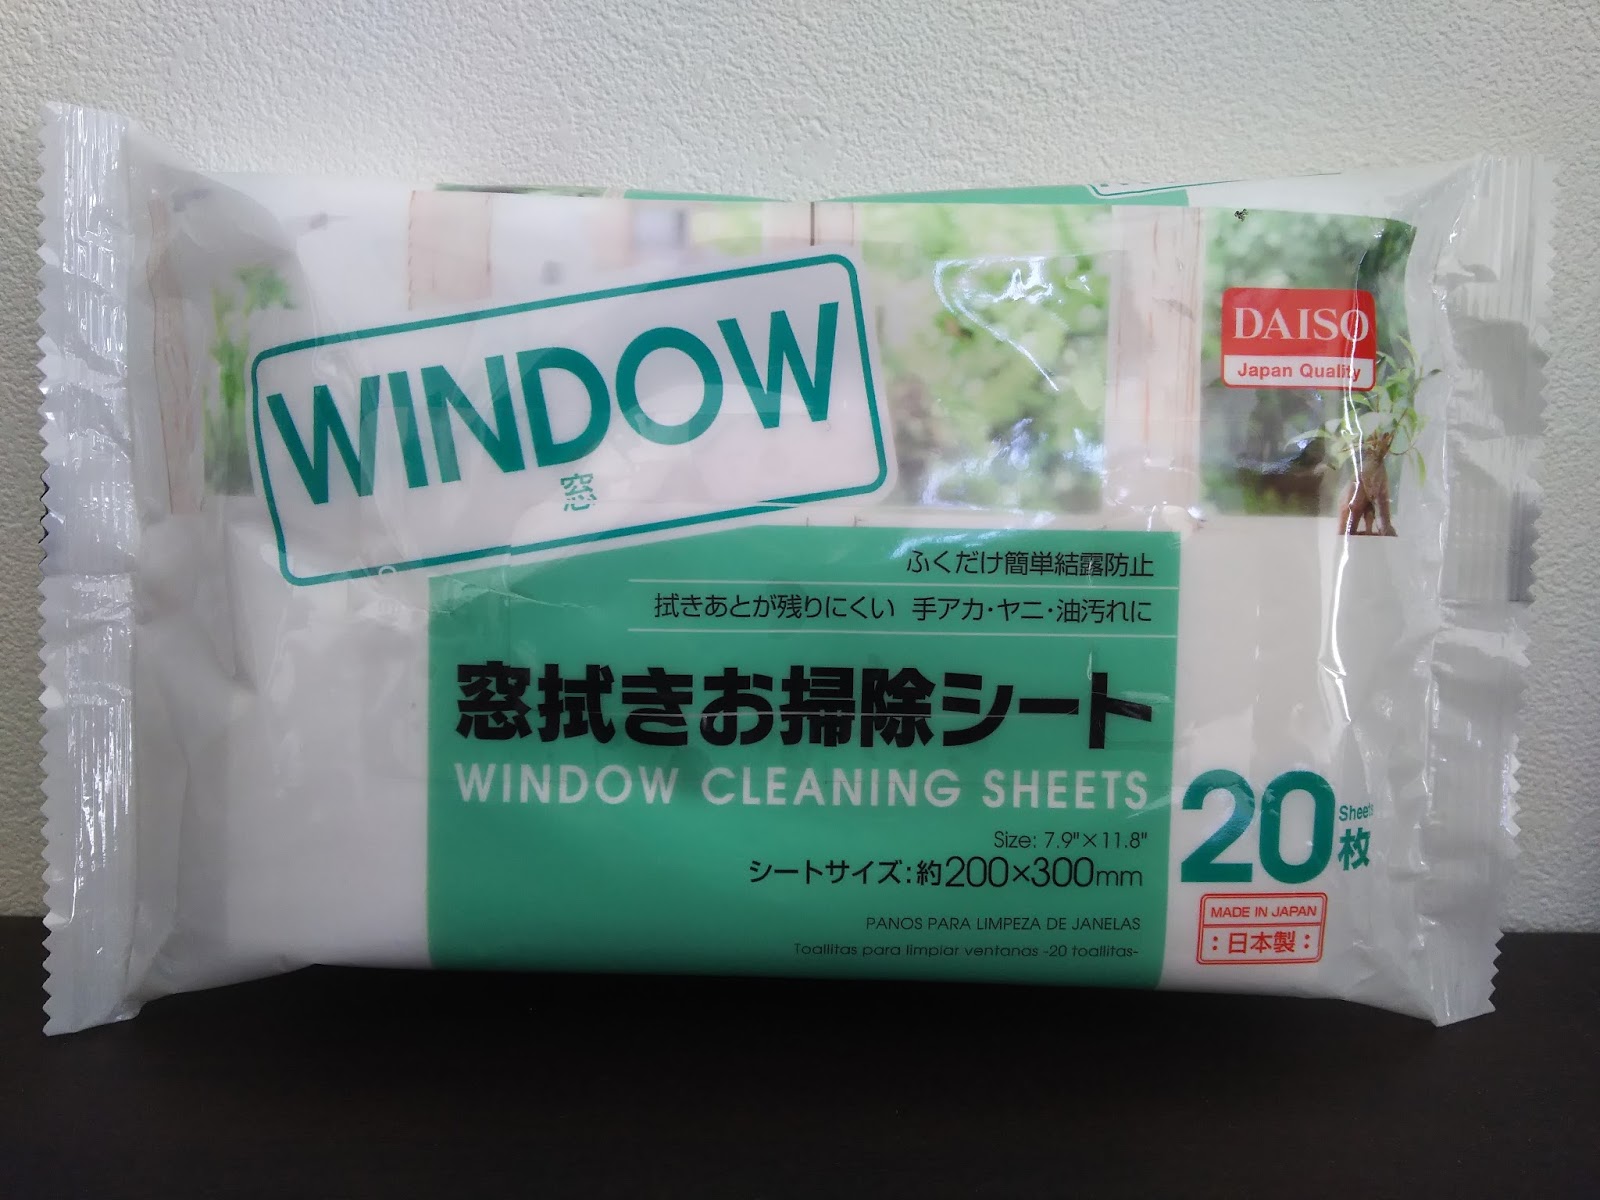 WINDOW
窓
DAISO
Japan Quality
ふくだけ簡単結露防止
拭きあとが残りにくい 手アカ・ヤニ・油汚れに
窓拭きお掃除シート
WINDOW CLEANING SHEETS
Size: 7.9"×11.8"
シートサイズ:約200×300mm
PANOS PARA LIMPEZA DE JANELAS
Toallitas para limpiar ventanas -20 toallitas-
20 Sheets 枚
MADE IN JAPAN
:日本製: